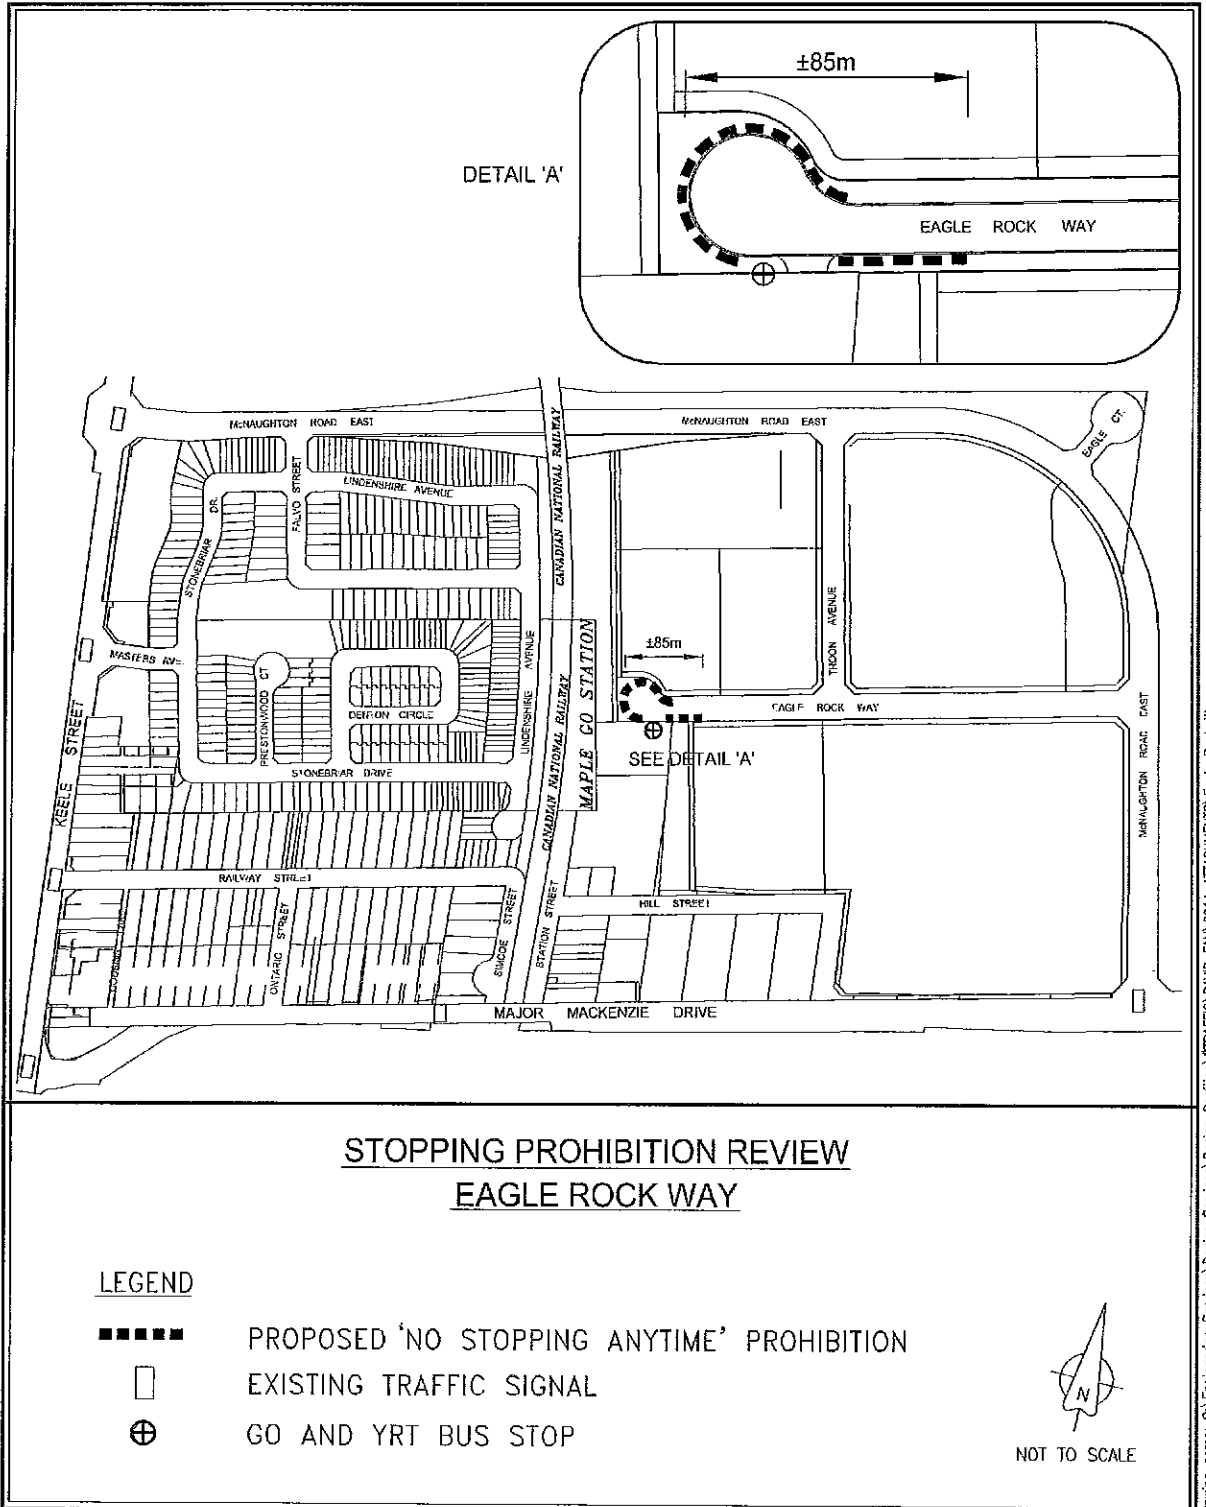 ±85m
DETAIL 'A'
EAGLE ROCK WAY
McNAUGHTON ROAD EAST
McNAUGHTON ROAD EAST
EAGLE CT.
CANADIAN NATIONAL RAILWAY
LINDENSHIRE AVENUE
FALVO STREET
STONEBRIAR DR.
MASTERS AVE.
KEELE STREET
PRESTONWOOD CT
CIRCLE
LINDENSHIRE AVENUE
STONEBRIAR DRIVE
CANADIAN NATIONAL RAILWAY
MAPLE GO STATION
±85m
TROON AVENUE
EAGLE ROCK WAY
SEE DETAIL 'A'
McNAUGHTON ROAD EAST
RAILWAY STREET
ONTARIO STREET
SIMCOE STREET
STATION STREET
HILL STREET
MAJOR MACKENZIE DRIVE
STOPPING PROHIBITION REVIEW
EAGLE ROCK WAY
LEGEND
PROPOSED 'NO STOPPING ANYTIME' PROHIBITION
EXISTING TRAFFIC SIGNAL
GO AND YRT BUS STOP
N
NOT TO SCALE